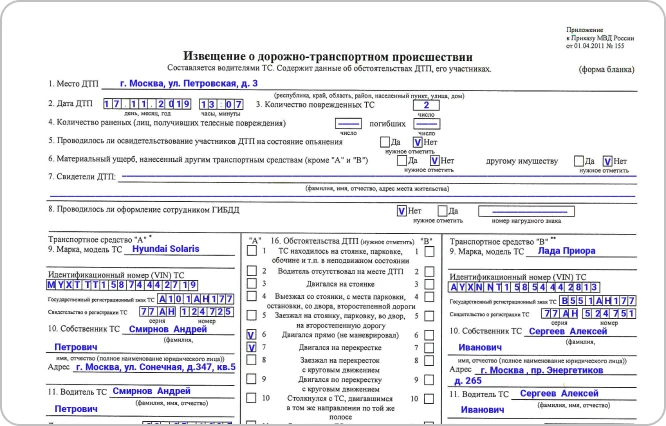 Приложение
к Приказу МВД России
от 01.04.2011 № 155
Извещение о дорожно-транспортном происшествии
Составляется водителями ТС. Содержит данные об обстоятельствах ДТП, его участниках. (форма бланка)
1. Место ДТП г. Москва, ул. Петровская, д. 3
(республика, край, область, район, населенный пункт, улица, дом)
2. Дата ДТП 17.11.2019 13:07 3. Количество поврежденных ТС 2
день, месяц, год часы, минуты число
4. Количество раненых (лиц, получивших телесные повреждения) — погибших —
число число
5. Проводилось ли освидетельствование участников ДТП на состояние опьянения Да V Нет
нужное отметить
6. Материальный ущерб, нанесенный другим транспортным средствам (кроме "А" и "В") Да V Нет другому имуществу Да V Нет
нужное отметить нужное отметить
7. Свидетели ДТП:
(фамилия, имя, отчество, адрес места жительства)
8. Проводилось ли оформление сотрудником ГИБДД V Нет Да
нужное отметить номер нагрудного знака
Транспортное средство "А" *
9. Марка, модель ТС Hyundai Solaris
Идентификационный номер (VIN) ТС
MYXTTT15874442719
Государственный регистрационный знак ТС А101АН177
Свидетельство о регистрации ТС 77АН 124725
серия номер
10. Собственник ТС Смирнов Андрей
(фамилия,
Петрович
имя, отчество (полное наименование юридического лица))
Адрес г. Москва, ул. Сонечная, д.347, кв.5
11. Водитель ТС Смирнов Андрей
(фамилия, имя, отчество)
Петрович
"А" 16. Обстоятельства ДТП (нужное отметить) "В"
1 ТС находилось на стоянке, парковке, 1
обочине и т.п. в неподвижном состоянии
2 Водитель отсутствовал на месте ДТП 2
3 Двигался на стоянке 3
4 Выезжал со стоянки, с места парковки, 4
остановки, со двора, второстепенной дороги
5 Заезжал на стоянку, парковку, во двор, 5
на второстепенную дорогу
V 6 Двигался прямо (не маневрировал) 6
V 7 Двигался на перекрестке 7
8 Заезжал на перекресток 8
с круговым движением
9 Двигался по перекрестку 9
с круговым движением
10 Столкнулся с ТС, двигавшимся 10
в том же направлении по той же
полосе
Транспортное средство "В" **
9. Марка, модель ТС Лада Приора
Идентификационный номер (VIN) ТС
AYXNNT15854442813
Государственный регистрационный знак ТС В551АН177
Свидетельство о регистрации ТС 77АН 524751
серия номер
10. Собственник ТС Сергеев Алексей
(фамилия,
Иванович
имя, отчество (полное наименование юридического лица))
Адрес г. Москва , пр. Энергетиков
д. 265
11. Водитель ТС Сергеев Алексей
(фамилия, имя, отчество)
Иванович